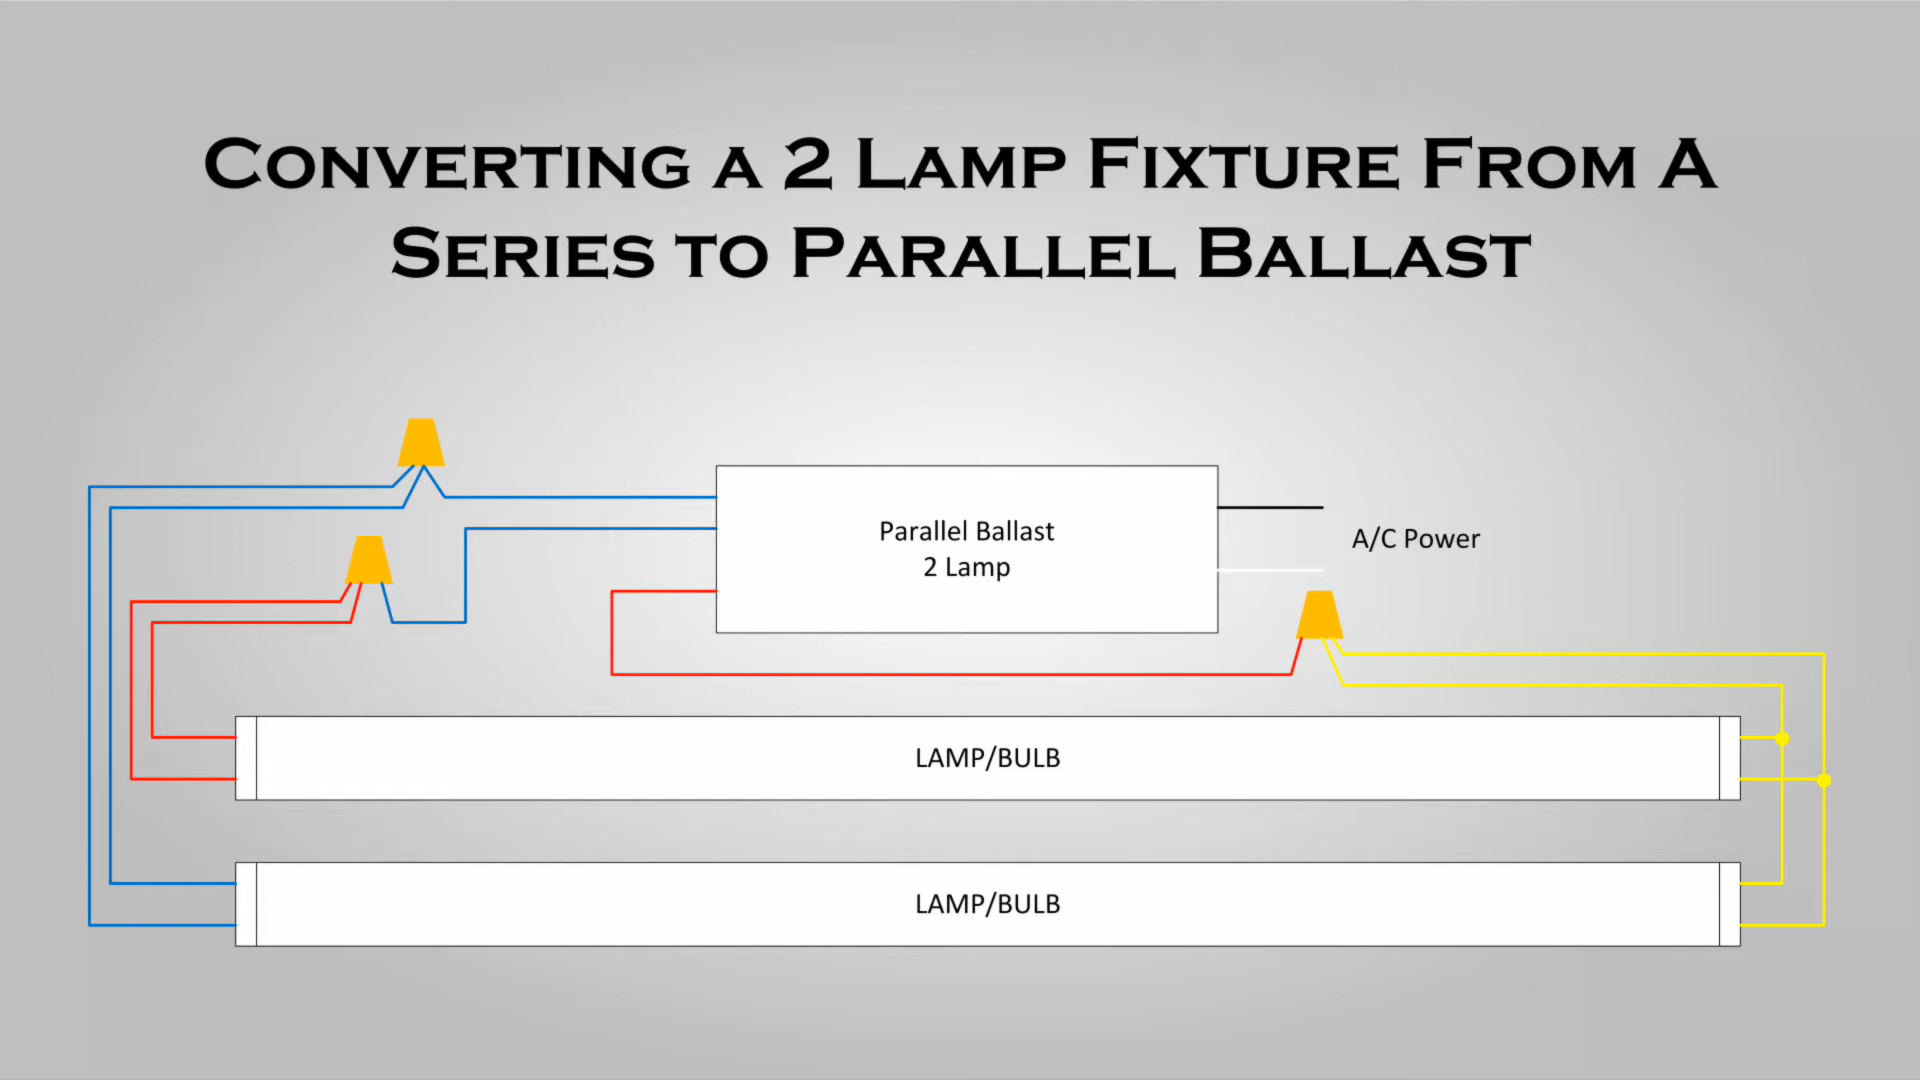 Converting a 2 Lamp Fixture From A
Series to Parallel Ballast
Parallel Ballast
2 Lamp
A/C Power
LAMP/BULB
LAMP/BULB